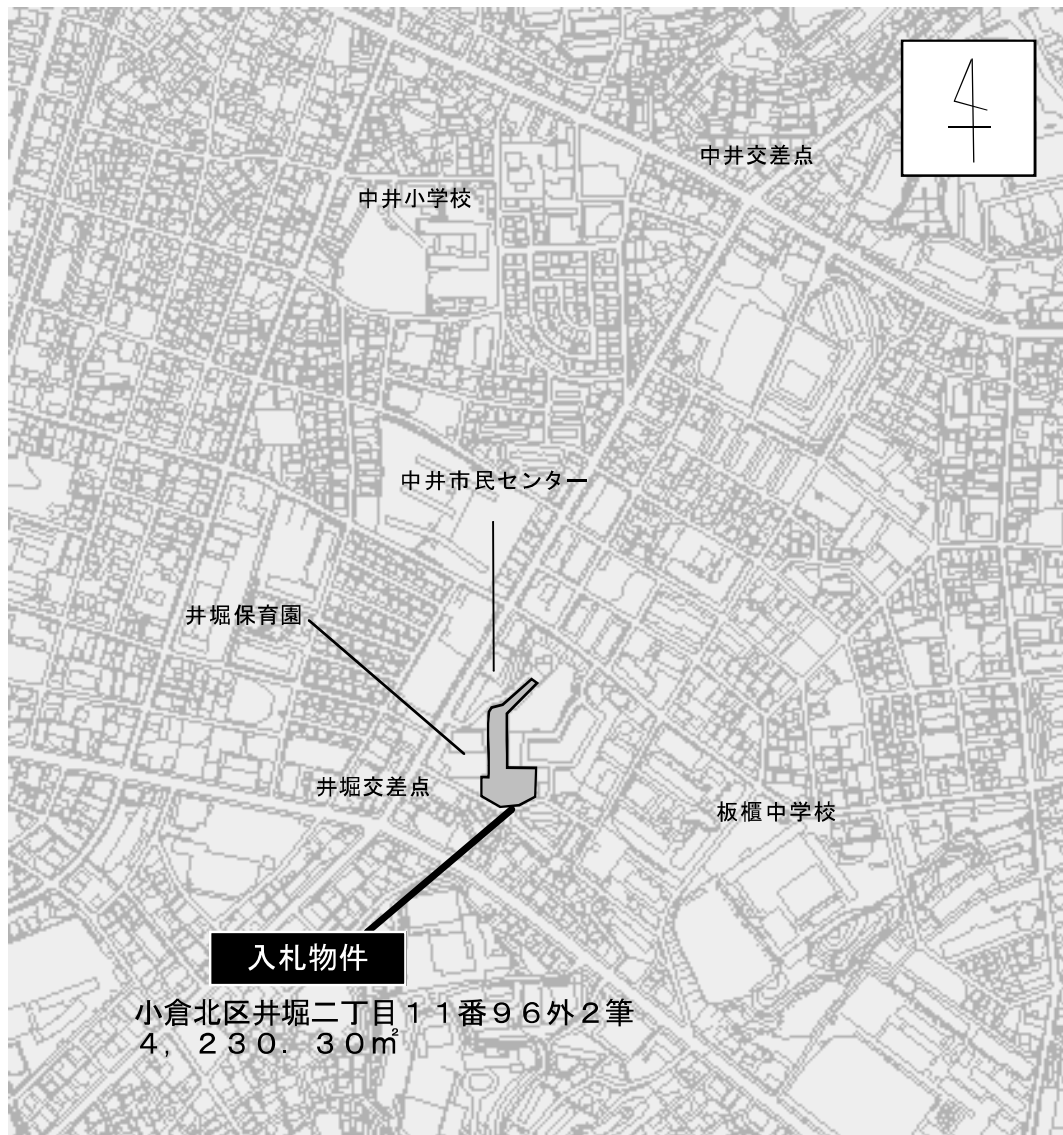 中井交差点
中井小学校
中井市民センター
井堀保育園
井堀交差点
板櫃中学校
入札物件
小倉北区井堀二丁目１１番９６外２筆
４，２３０．３０㎡